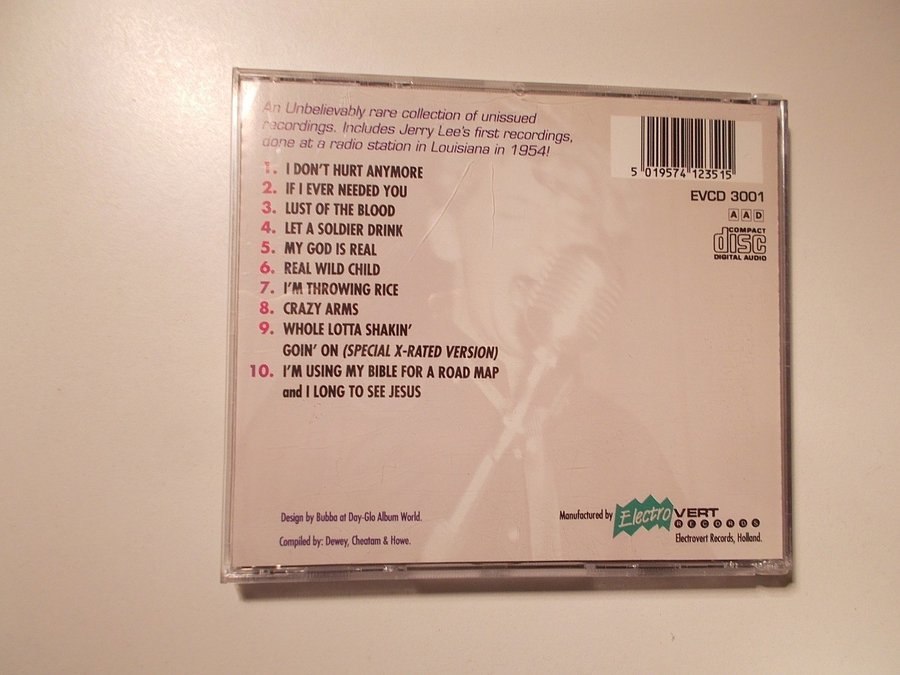 An Unbelievably rare collection of unissued
recordings. Includes Jerry Lee's first recordings,
done at a radio station in Louisiana in 1954!
1. I DON'T HURT ANYMORE
2. IF I EVER NEEDED YOU
3. LUST OF THE BLOOD
4. LET A SOLDIER DRINK
5. MY GOD IS REAL
6. REAL WILD CHILD
7. I'M THROWING RICE
8. CRAZY ARMS
9. WHOLE LOTTA SHAKIN'
GOIN' ON (SPECIAL X-RATED VERSION)
10. I'M USING MY BIBLE FOR A ROAD MAP
and I LONG TO SEE JESUS
5 019574 123515
EVCD 3001
AAD
COMPACT
disc
DIGITAL AUDIO
Design by Bubba at Day-Glo Album World.
Compiled by: Dewey, Cheatam & Howe.
Manufactured by Electro VERT
RECORDS
Electrovert Records, Holland.